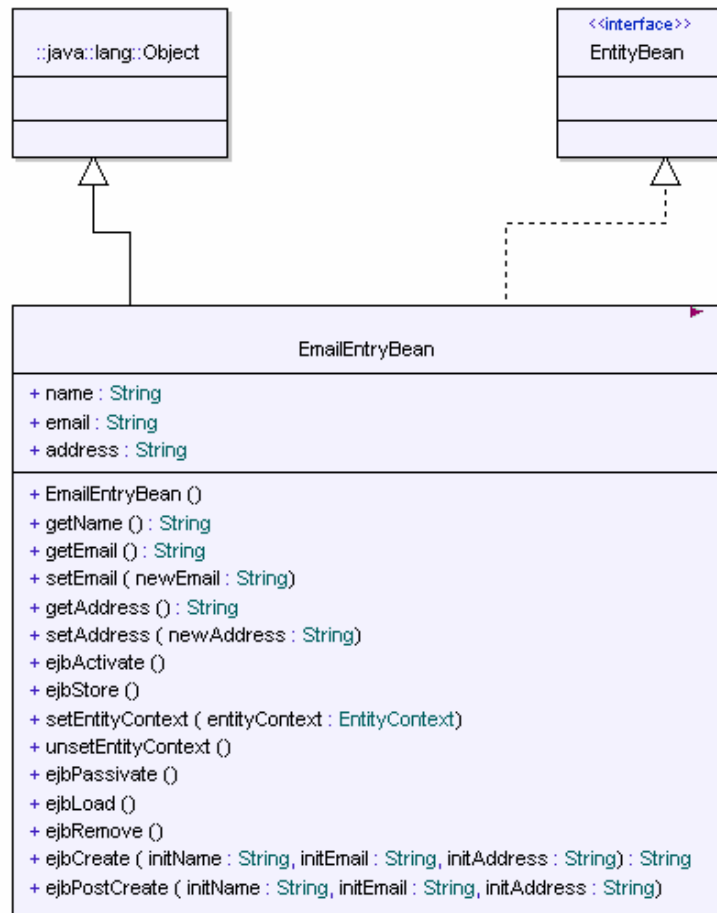 ::java::lang::Object
<<interface>>
EntityBean
EmailEntryBean
+ name : String
+ email : String
+ address : String
+ EmailEntryBean ()
+ getName () : String
+ getEmail () : String
+ setEmail ( newEmail : String)
+ getAddress () : String
+ setAddress ( newAddress : String)
+ ejbActivate ()
+ ejbStore ()
+ setEntityContext ( entityContext : EntityContext)
+ unsetEntityContext ()
+ ejbPassivate ()
+ ejbLoad ()
+ ejbRemove ()
+ ejbCreate ( initName : String, initEmail : String, initAddress : String) : String
+ ejbPostCreate ( initName : String, initEmail : String, initAddress : String)